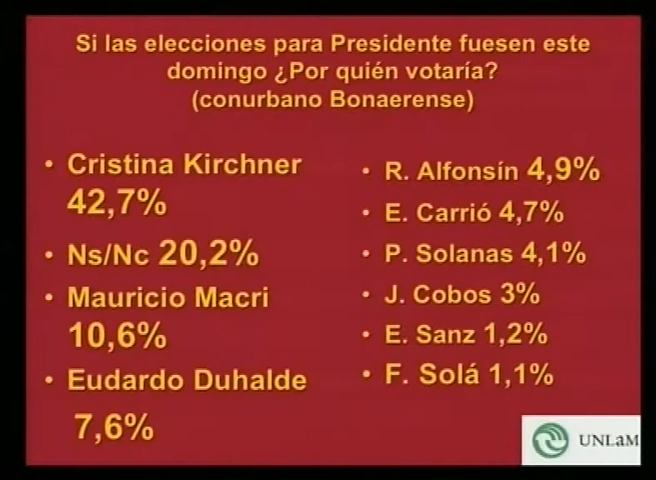 Si las elecciones para Presidente fuesen este
domingo ¿Por quién votaría?
(conurbano Bonaerense)
• Cristina Kirchner
42,7%
• Ns/Nc 20,2%
• Mauricio Macri
10,6%
• Eudardo Duhalde
7,6%
• R. Alfonsín 4,9%
• E. Carrió 4,7%
• P. Solanas 4,1%
• J. Cobos 3%
• E. Sanz 1,2%
• F. Solá 1,1%
UNLaM